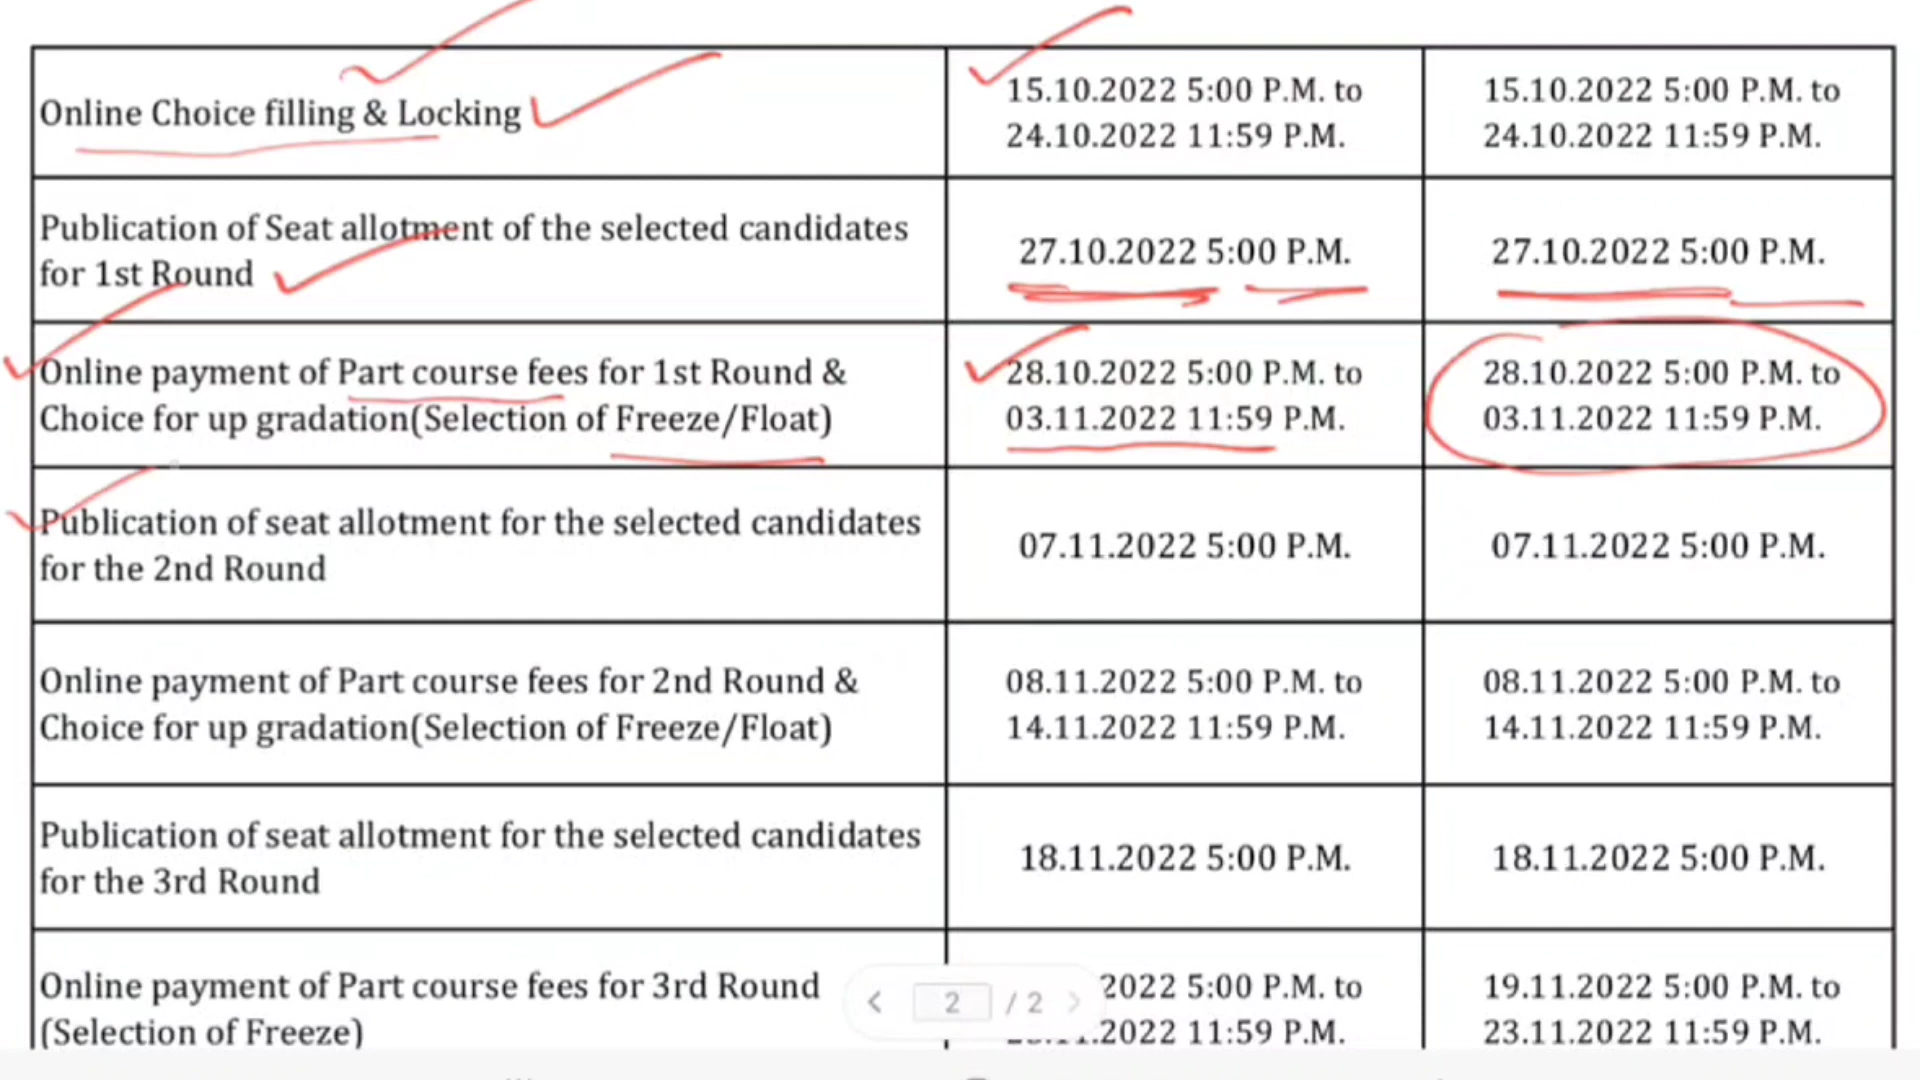 Online Choice filling & Locking
15.10.2022 5:00 P.M. to
24.10.2022 11:59 P.M.
15.10.2022 5:00 P.M. to
24.10.2022 11:59 P.M.
Publication of Seat allotment of the selected candidates
for 1st Round
27.10.2022 5:00 P.M.
27.10.2022 5:00 P.M.
Online payment of Part course fees for 1st Round &
Choice for up gradation(Selection of Freeze/Float)
28.10.2022 5:00 P.M. to
03.11.2022 11:59 P.M.
28.10.2022 5:00 P.M. to
03.11.2022 11:59 P.M.
Publication of seat allotment for the selected candidates
for the 2nd Round
07.11.2022 5:00 P.M.
07.11.2022 5:00 P.M.
Online payment of Part course fees for 2nd Round &
Choice for up gradation(Selection of Freeze/Float)
08.11.2022 5:00 P.M. to
14.11.2022 11:59 P.M.
08.11.2022 5:00 P.M. to
14.11.2022 11:59 P.M.
Publication of seat allotment for the selected candidates
for the 3rd Round
18.11.2022 5:00 P.M.
18.11.2022 5:00 P.M.
Online payment of Part course fees for 3rd Round
(Selection of Freeze)
2022 5:00 P.M. to
2022 11:59 P.M.
19.11.2022 5:00 P.M. to
23.11.2022 11:59 P.M.
2 / 2